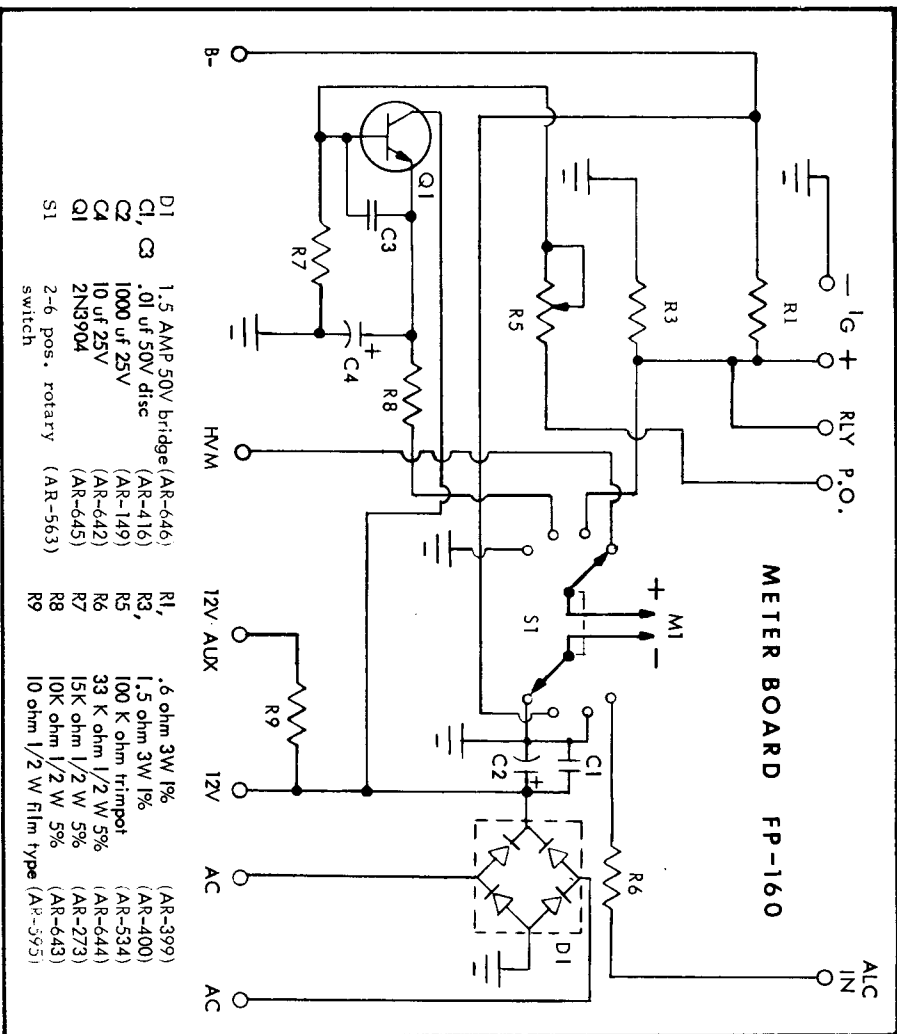 METER BOARD FP-160
ALC
IN
− IG +
RLY
P.O.
R1
R3
R5
R6
M1
+ −
S1
C1
C2
+
D1
Q1
C3
R7
C4
+
R8
R9
B-
HVM
12V AUX
12V
AC
AC
D1 1.5 AMP 50V bridge (AR-646)
C1, C3 .01 uf 50V disc (AR-416)
C2 1000 uf 25V (AR-149)
C4 10 uf 25V (AR-642)
Q1 2N3904 (AR-645)
S1 2-6 pos. rotary (AR-563)
switch
R1, .6 ohm 3W 1% (AR-399)
R3, 1.5 ohm 3W 1% (AR-400)
R5 100 K ohm trimpot (AR-534)
R6 33 K ohm 1/2 W 5% (AR-644)
R7 15K ohm 1/2 W 5% (AR-273)
R8 10K ohm 1/2 W 5% (AR-643)
R9 10 ohm 1/2 W film type (AR-595)